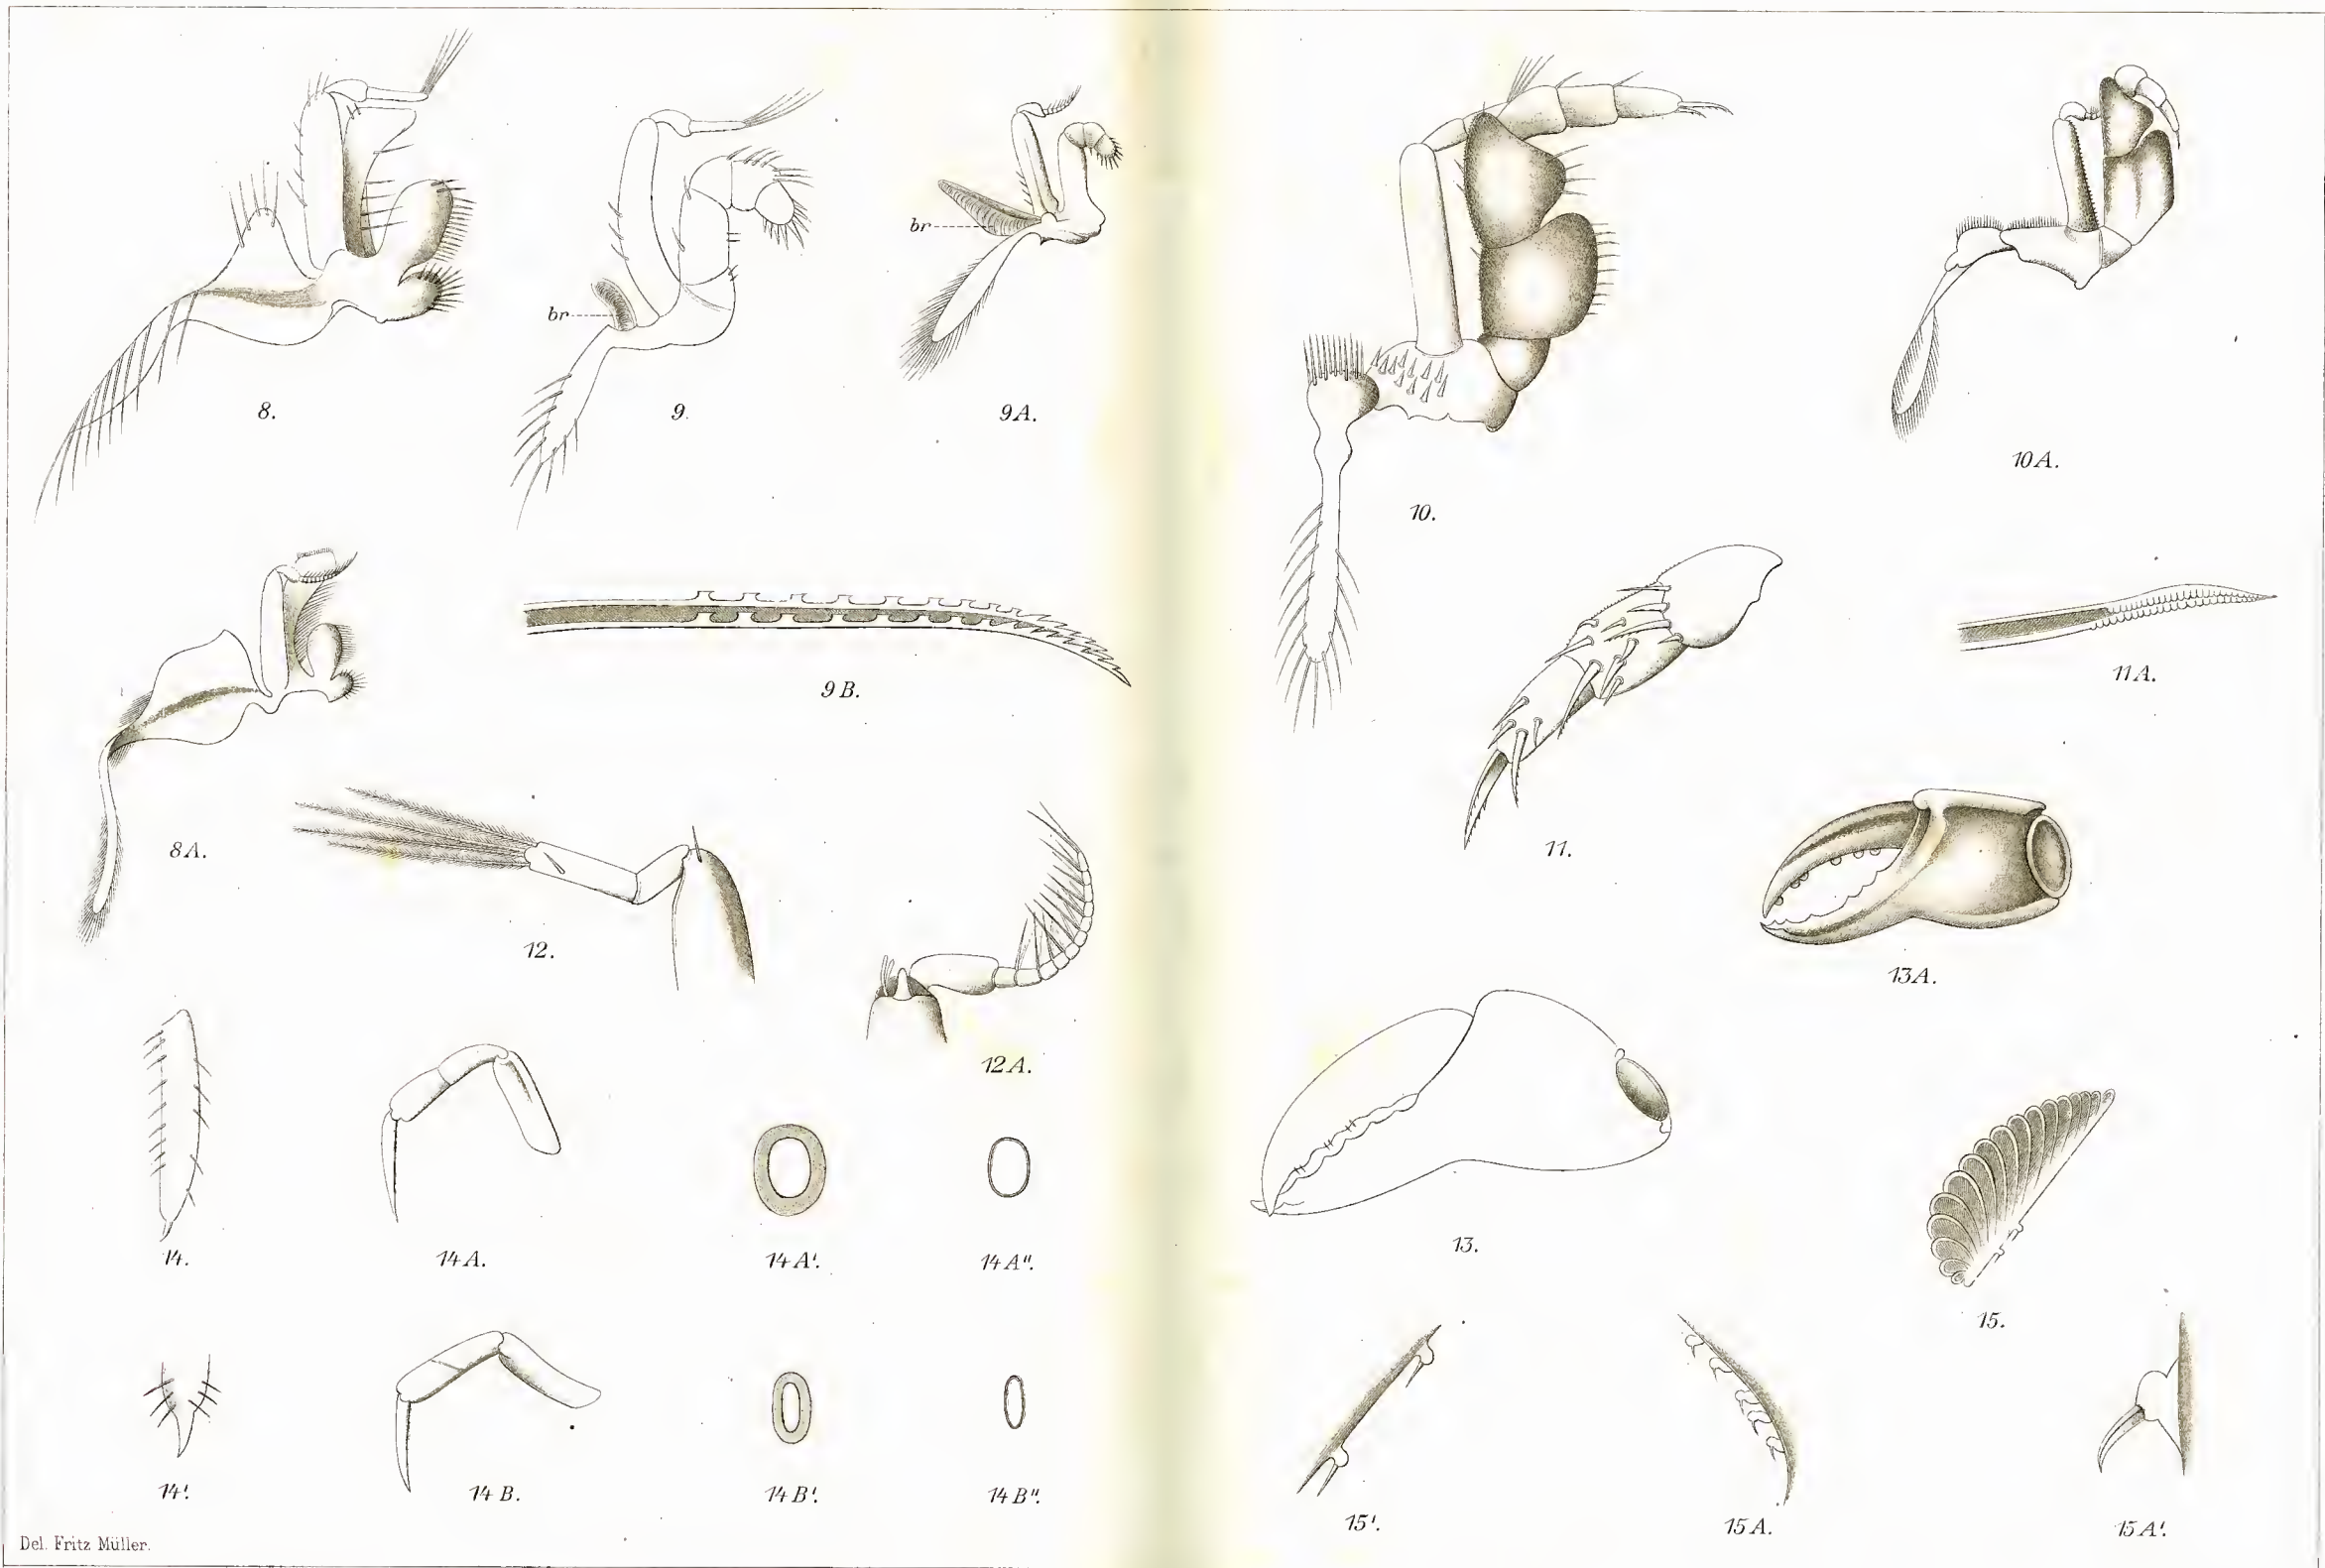 br
br
8.
9.
9A.
10A.
10.
9B.
11A.
8A.
11.
12.
13A.
12A.
14.
14A.
14A'.
14A".
13.
15.
14'.
14B.
14B'.
14B".
15'.
15A.
15A'.
Del. Fritz Müller.